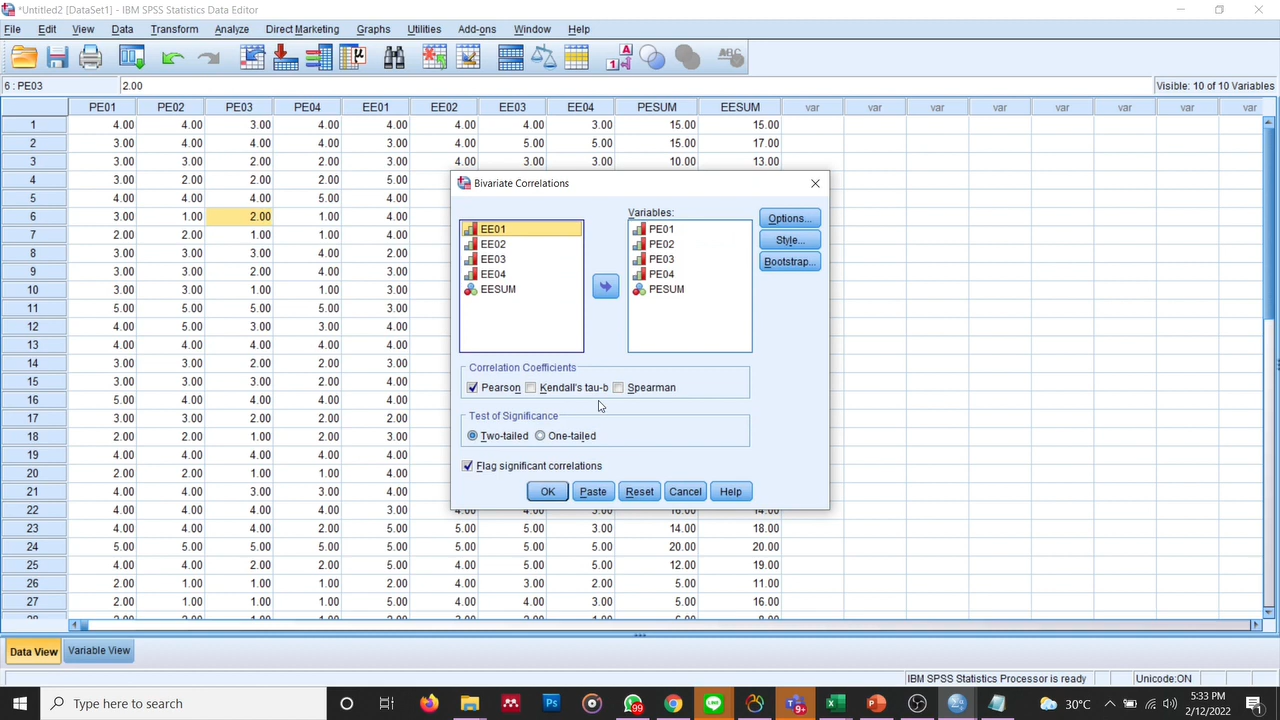 *Untitled2 [DataSet1] - IBM SPSS Statistics Data Editor
File Edit View Data Transform Analyze Direct Marketing Graphs Utilities Add-ons Window Help
6 : PE03 2.00 Visible: 10 of 10 Variables
PE01 PE02 PE03 PE04 EE01 EE02 EE03 EE04 PESUM EESUM var var var var var var var var
1 4.00 4.00 3.00 4.00 4.00 4.00 4.00 3.00 15.00 15.00
2 3.00 4.00 4.00 4.00 3.00 4.00 5.00 5.00 15.00 17.00
3 3.00 3.00 2.00 2.00 3.00 4.00 3.00 3.00 10.00 13.00
4 3.00 2.00 2.00 2.00 5.00
5 4.00 4.00 4.00 5.00 4.00
6 3.00 1.00 2.00 1.00 4.00
7 2.00 2.00 1.00 1.00 4.00
8 3.00 3.00 3.00 4.00 2.00
9 3.00 3.00 2.00 4.00 3.00
10 3.00 3.00 1.00 1.00 3.00
11 5.00 5.00 5.00 5.00 3.00
12 4.00 5.00 3.00 3.00 4.00
13 4.00 4.00 4.00 4.00 4.00
14 3.00 3.00 2.00 2.00 3.00
15 3.00 3.00 3.00 4.00 4.00
16 5.00 4.00 4.00 4.00 4.00
17 3.00 3.00 2.00 4.00 3.00
18 2.00 2.00 1.00 3.00 4.00
19 4.00 4.00 4.00 4.00 4.00
20 2.00 2.00 1.00 1.00 4.00
21 4.00 4.00 3.00 3.00 4.00
22 4.00 4.00 4.00 4.00 3.00
23 4.00 4.00 4.00 2.00 5.00 5.00 5.00 3.00 14.00 18.00
24 5.00 5.00 5.00 5.00 5.00 5.00 5.00 5.00 20.00 20.00
25 4.00 4.00 2.00 2.00 5.00 4.00 5.00 5.00 12.00 19.00
26 2.00 1.00 1.00 1.00 2.00 4.00 3.00 2.00 5.00 11.00
27 2.00 1.00 1.00 1.00 5.00 4.00 4.00 3.00 5.00 16.00
Bivariate Correlations
Variables:
EE01
EE02
EE03
EE04
EESUM
PE01
PE02
PE03
PE04
PESUM
Options...
Style...
Bootstrap...
Correlation Coefficients
Pearson Kendall's tau-b Spearman
Test of Significance
Two-tailed One-tailed
Flag significant correlations
OK Paste Reset Cancel Help
Data View Variable View
IBM SPSS Statistics Processor is ready Unicode:ON
Type here to search
5:33 PM
2/12/2022